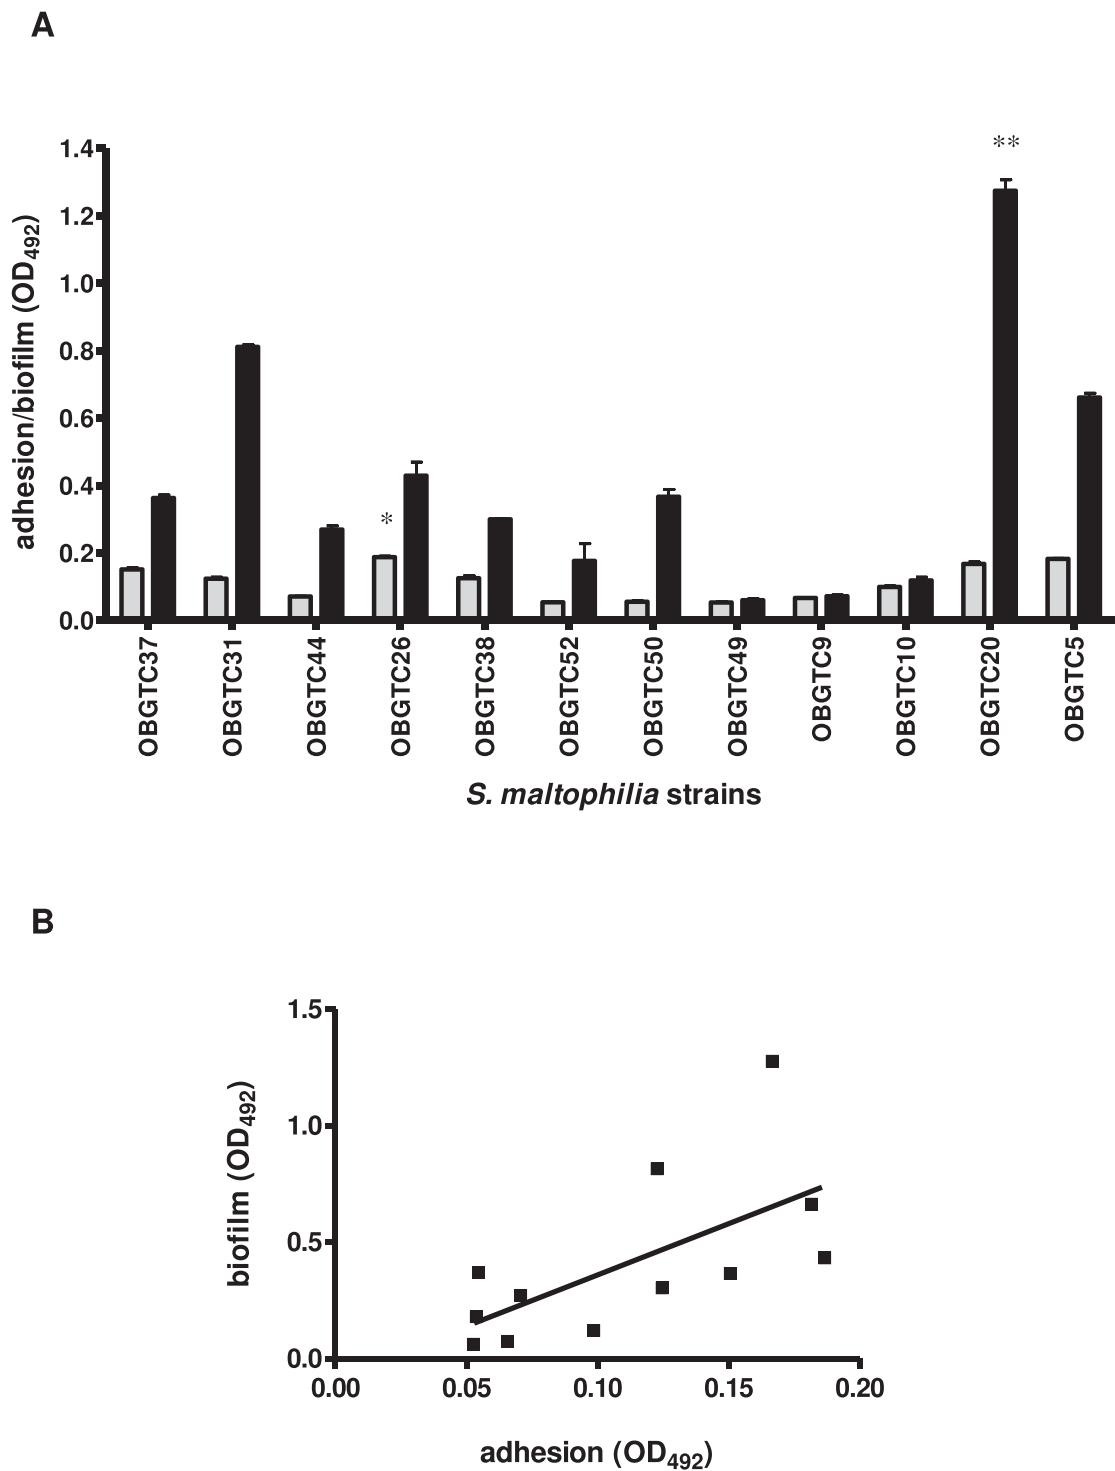 A
**
1.4
1.2
1.0
0.8
0.6
0.4
0.2
0.0
*
adhesion/biofilm (OD492)
OBGTC37
OBGTC31
OBGTC44
OBGTC26
OBGTC38
OBGTC52
OBGTC50
OBGTC49
OBGTC9
OBGTC10
OBGTC20
OBGTC5
S. maltophilia strains
B
1.5
1.0
0.5
0.0
biofilm (OD492)
0.00 0.05 0.10 0.15 0.20
adhesion (OD492)